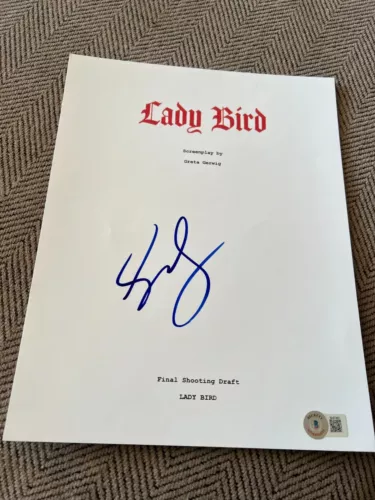 Lady Bird
Screenplay by
Greta Gerwig
Final Shooting Draft
LADY BIRD